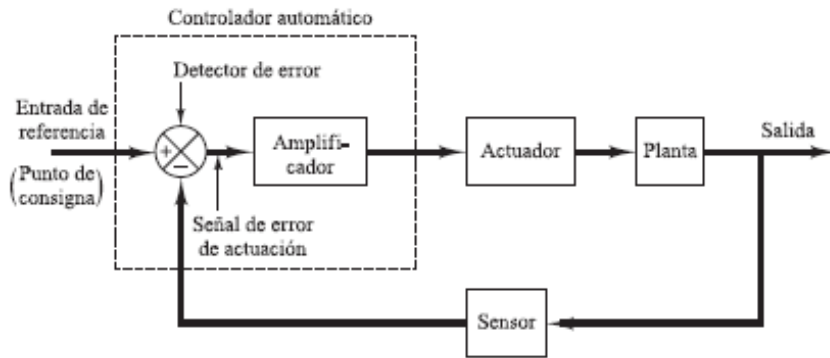 Controlador automático
Detector de error
Entrada de
referencia
(Punto de
consigna)
+
−
Amplifi-
cador
Señal de error
de actuación
Actuador
Planta
Salida
Sensor